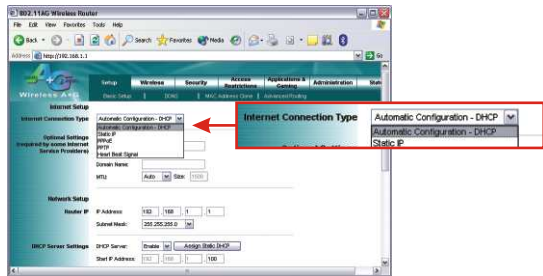 802.11AG Wireless Router
File Edit View Favorites Tools Help
Back Search Favorites Media
Address http://192.168.1.1 Go
A+G
Wireless A+G
Setup Wireless Security Access Restrictions Applications & Gaming Administration Status
Basic Setup | DDNS | MAC Address Clone | Advanced Routing
Internet Setup
Internet Connection Type Automatic Configuration - DHCP
Automatic Configuration - DHCP
Static IP
PPPoE
PPTP
Heart Beat Signal
Optional Settings
(required by some Internet
Service Providers)
Domain Name:
MTU: Auto Size: 1500
Network Setup
Router IP IP Address: 192 . 168 . 1 . 1
Subnet Mask: 255.255.255.0
DHCP Server Settings DHCP Server: Enable Assign Static DHCP
Start IP Address: 192 . 168 . 1 . 100
Internet Connection Type Automatic Configuration - DHCP
Automatic Configuration - DHCP
Static IP